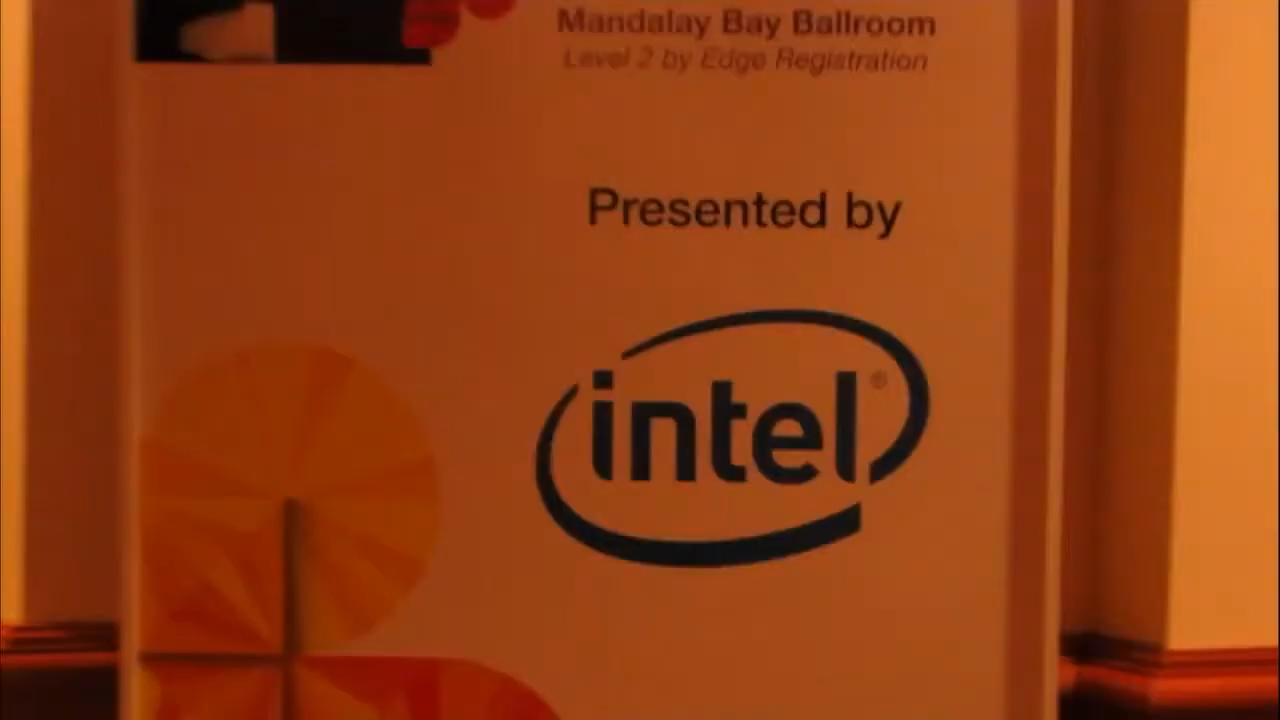 Mandalay Bay Ballroom
Level 2 by Edge Registration
Presented by
intel®